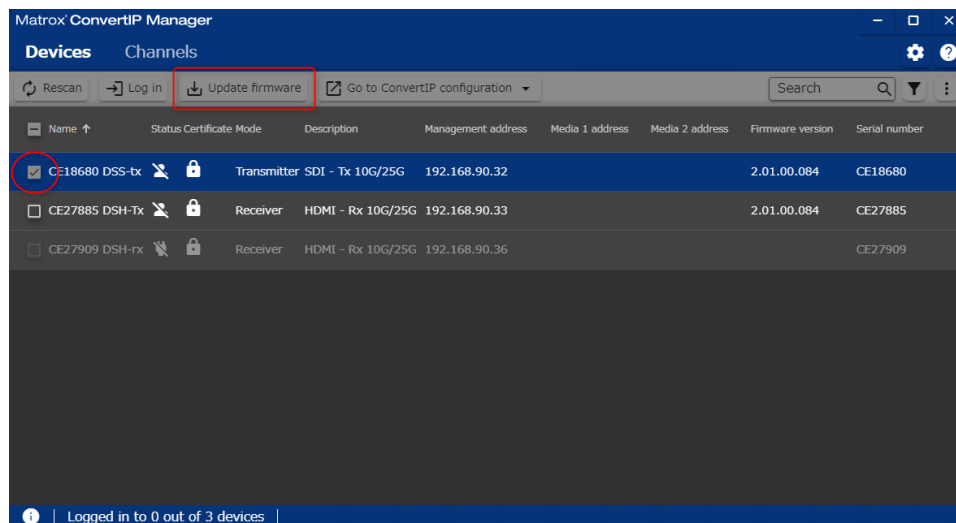 Matrox® ConvertIP Manager
Devices Channels
Rescan Log in Update firmware Go to ConvertIP configuration Search
Name Status Certificate Mode Description Management address Media 1 address Media 2 address Firmware version Serial number
CE18680 DSS-tx Transmitter SDI - Tx 10G/25G 192.168.90.32 2.01.00.084 CE18680
CE27885 DSH-Tx Receiver HDMI - Rx 10G/25G 192.168.90.33 2.01.00.084 CE27885
CE27909 DSH-rx Receiver HDMI - Rx 10G/25G 192.168.90.36 CE27909
Logged in to 0 out of 3 devices